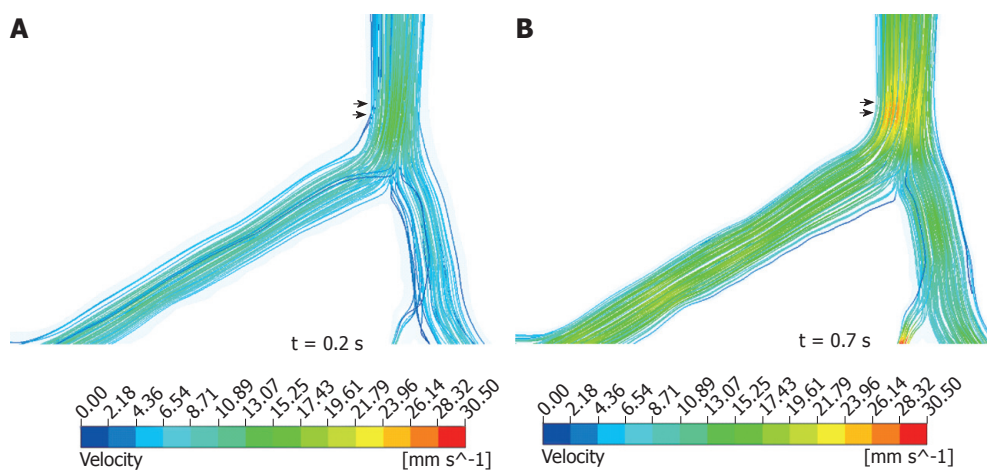 A
B
t = 0.2 s
t = 0.7 s
0.00 2.18 4.36 6.54 8.71 10.89 13.07 15.25 17.43 19.61 21.79 23.96 26.14 28.32 30.50
Velocity [mm s^-1]
0.00 2.18 4.36 6.54 8.71 10.89 13.07 15.25 17.43 19.61 21.79 23.96 26.14 28.32 30.50
Velocity [mm s^-1]